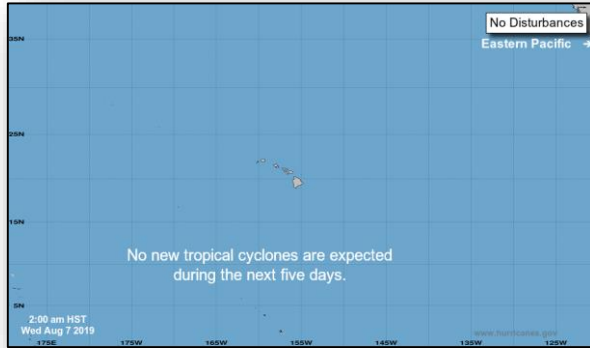 No Disturbances
35N
Eastern Pacific →
25N
15N
No new tropical cyclones are expected
during the next five days.
5N
2:00 am HST
Wed Aug 7 2019
www.hurricanes.gov
175E
175W
165W
155W
145W
135W
125W